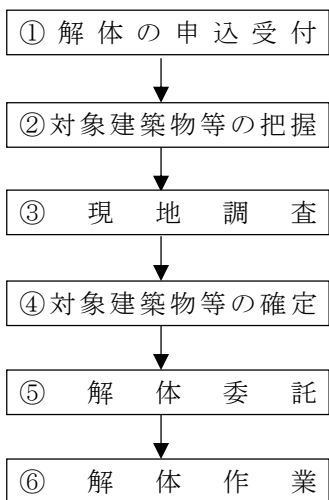 ①解体の申込受付
②対象建築物等の把握
③現地調査
④対象建築物等の確定
⑤解体委託
⑥解体作業